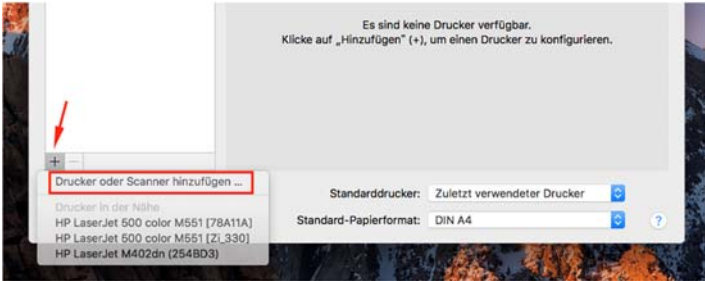 Es sind keine Drucker verfügbar.
Klicke auf „Hinzufügen“ (+), um einen Drucker zu konfigurieren.
+ −
Drucker oder Scanner hinzufügen ...
Drucker in der Nähe
HP LaserJet 500 color M551 [78A11A]
HP LaserJet 500 color M551 [Zi_330]
HP LaserJet M402dn (254BD3)
Standarddrucker: Zuletzt verwendeter Drucker
Standard-Papierformat: DIN A4
?